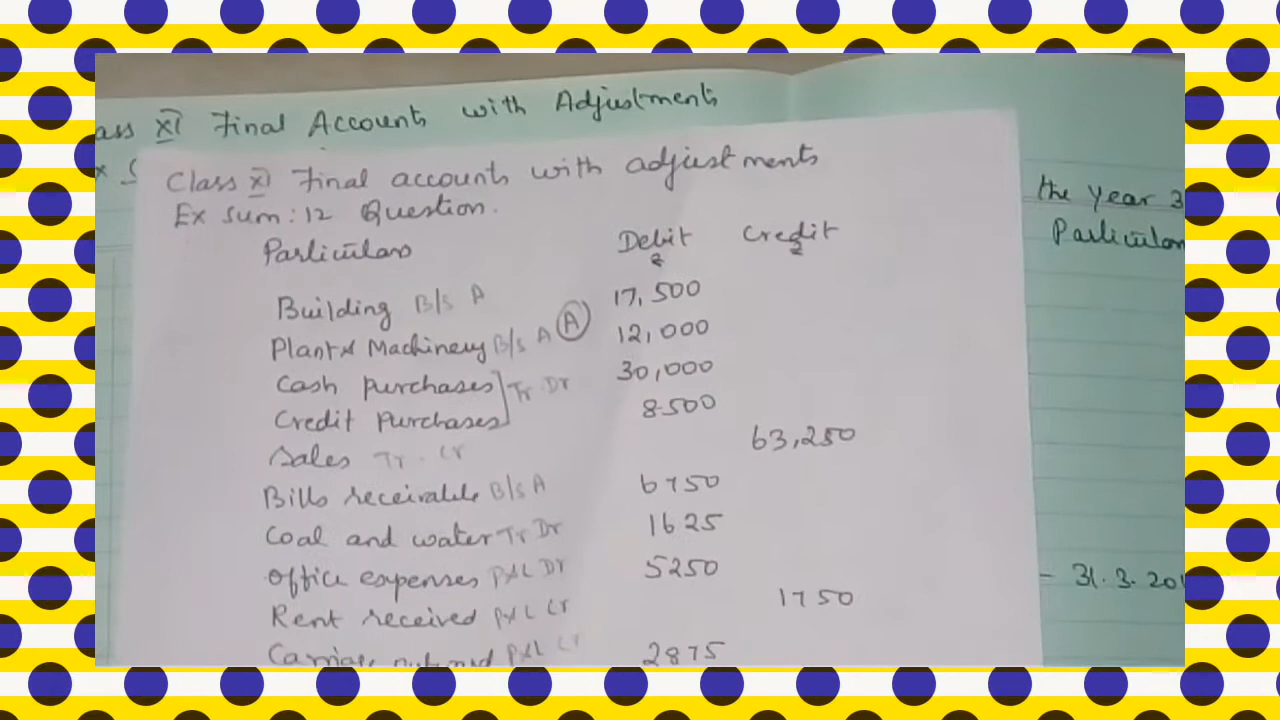 ass XI Final Accounts with Adjustments
Class XI Final accounts with adjustments
Ex Sum: 12 Question.
Particulars Debit ₹ Credit ₹
Building B/s A 17,500
Plant & Machinery B/s A (A) 12,000
Cash purchases Tr Dr 30,000
Credit purchases 8500
Sales Tr. Cr 63,250
Bills receivable B/s A 6750
Coal and water Tr Dr 1625
Office expenses P&L Dr 5250
Rent received P&L Cr 1750
P&L Cr 2875
the Year 3
Particular
- 31.3.201